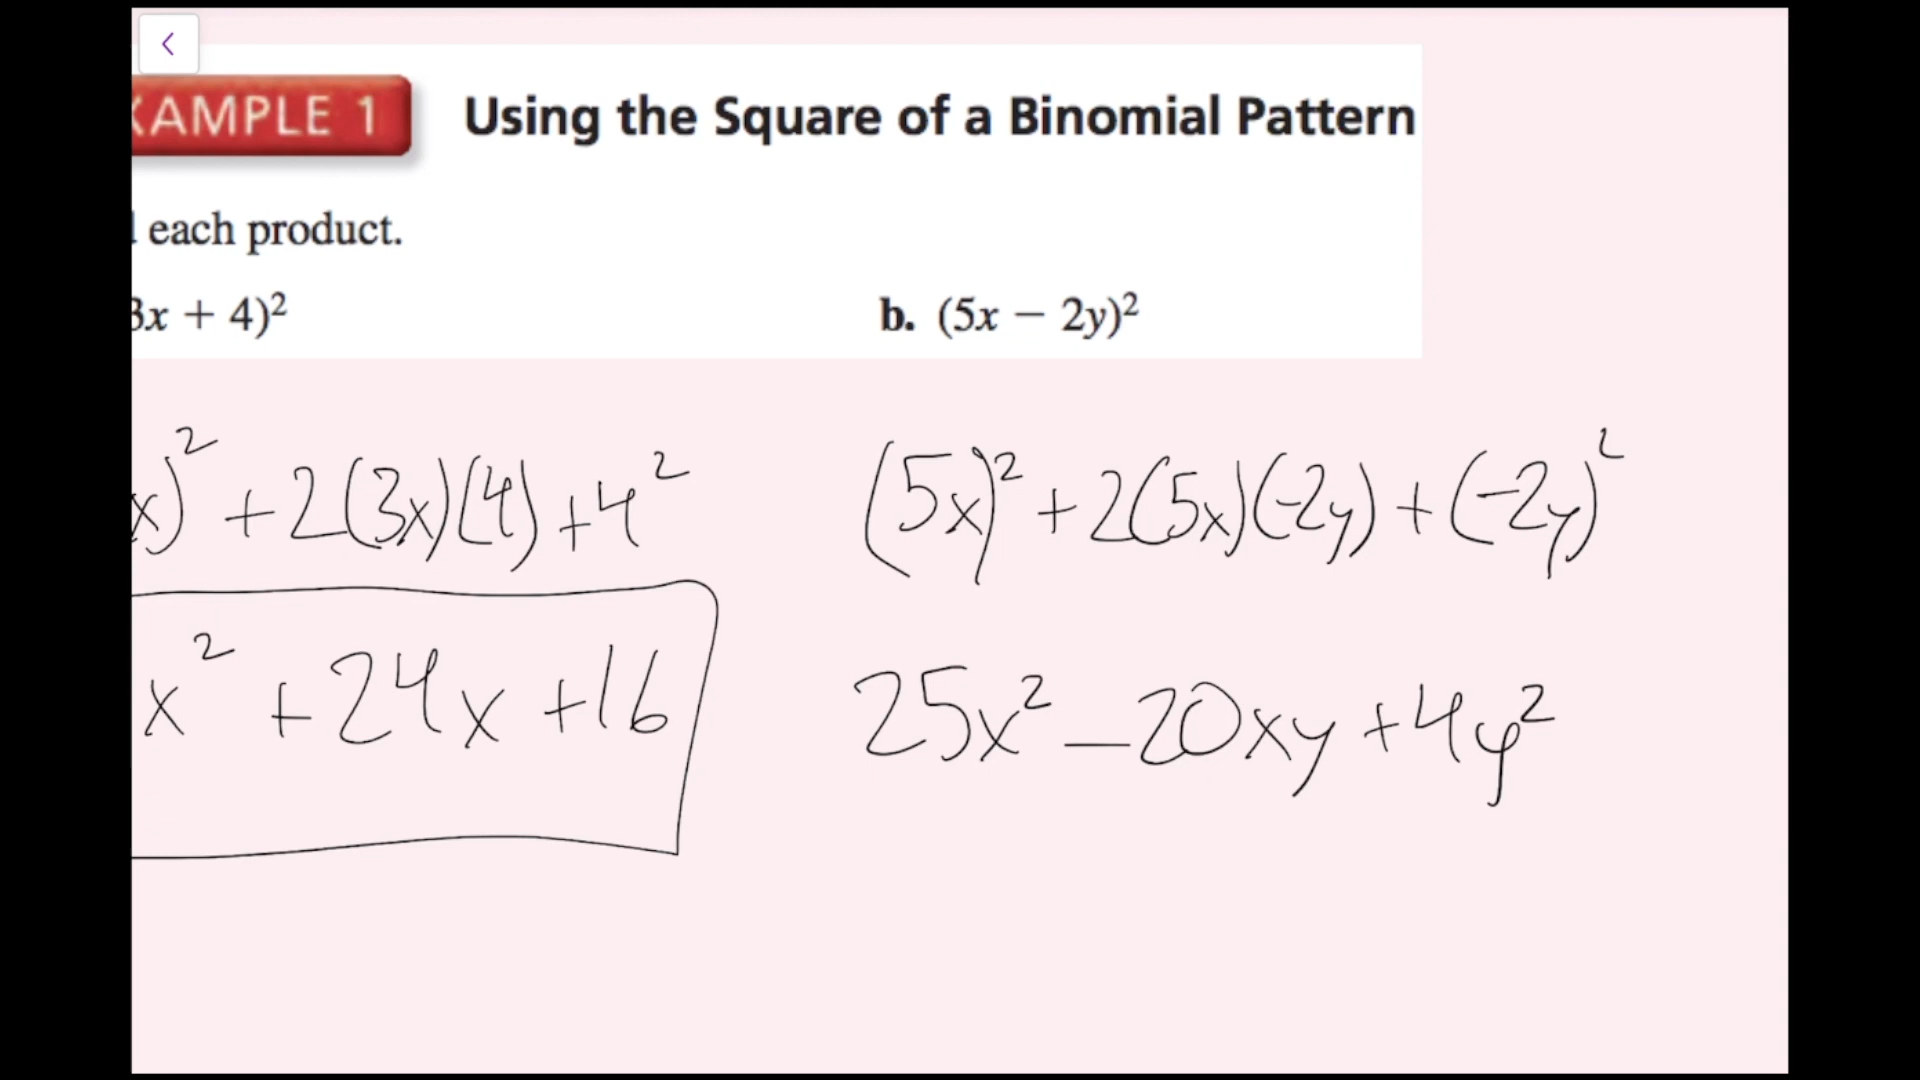 XAMPLE 1 Using the Square of a Binomial Pattern
each product.
3x + 4)² b. (5x − 2y)²
x)² + 2(3x)(4) + 4² (5x)² + 2(5x)(-2y) + (-2y)²
x² + 24x + 16 25x² − 20xy + 4y²